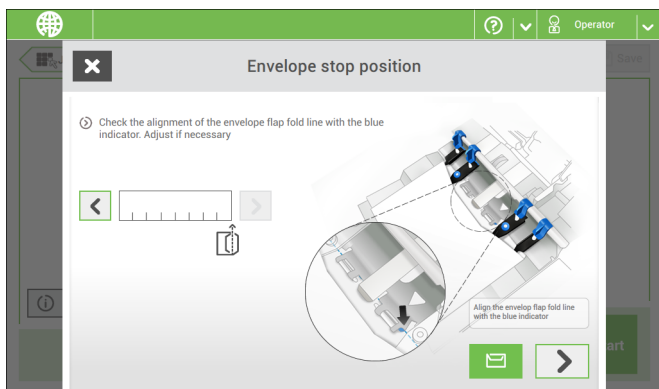 Operator
Save
Envelope stop position
Check the alignment of the envelope flap fold line with the blue
indicator. Adjust if necessary
Align the envelop flap fold line
with the blue indicator
art